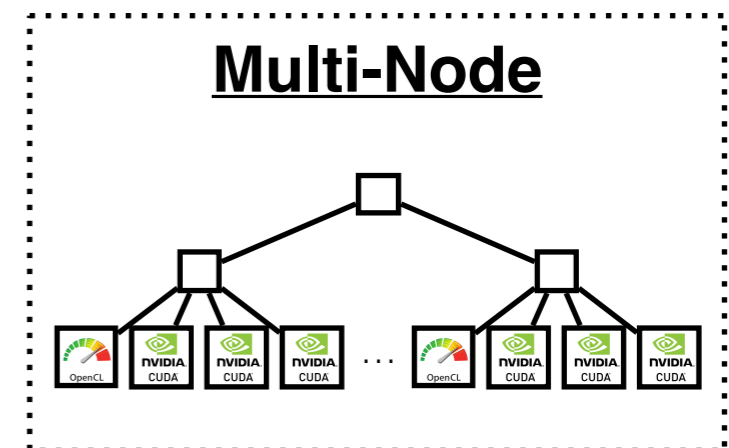 Multi-Node
OpenCL
NVIDIA.
CUDA
NVIDIA.
CUDA
NVIDIA.
CUDA
...
OpenCL
NVIDIA.
CUDA
NVIDIA.
CUDA
NVIDIA.
CUDA